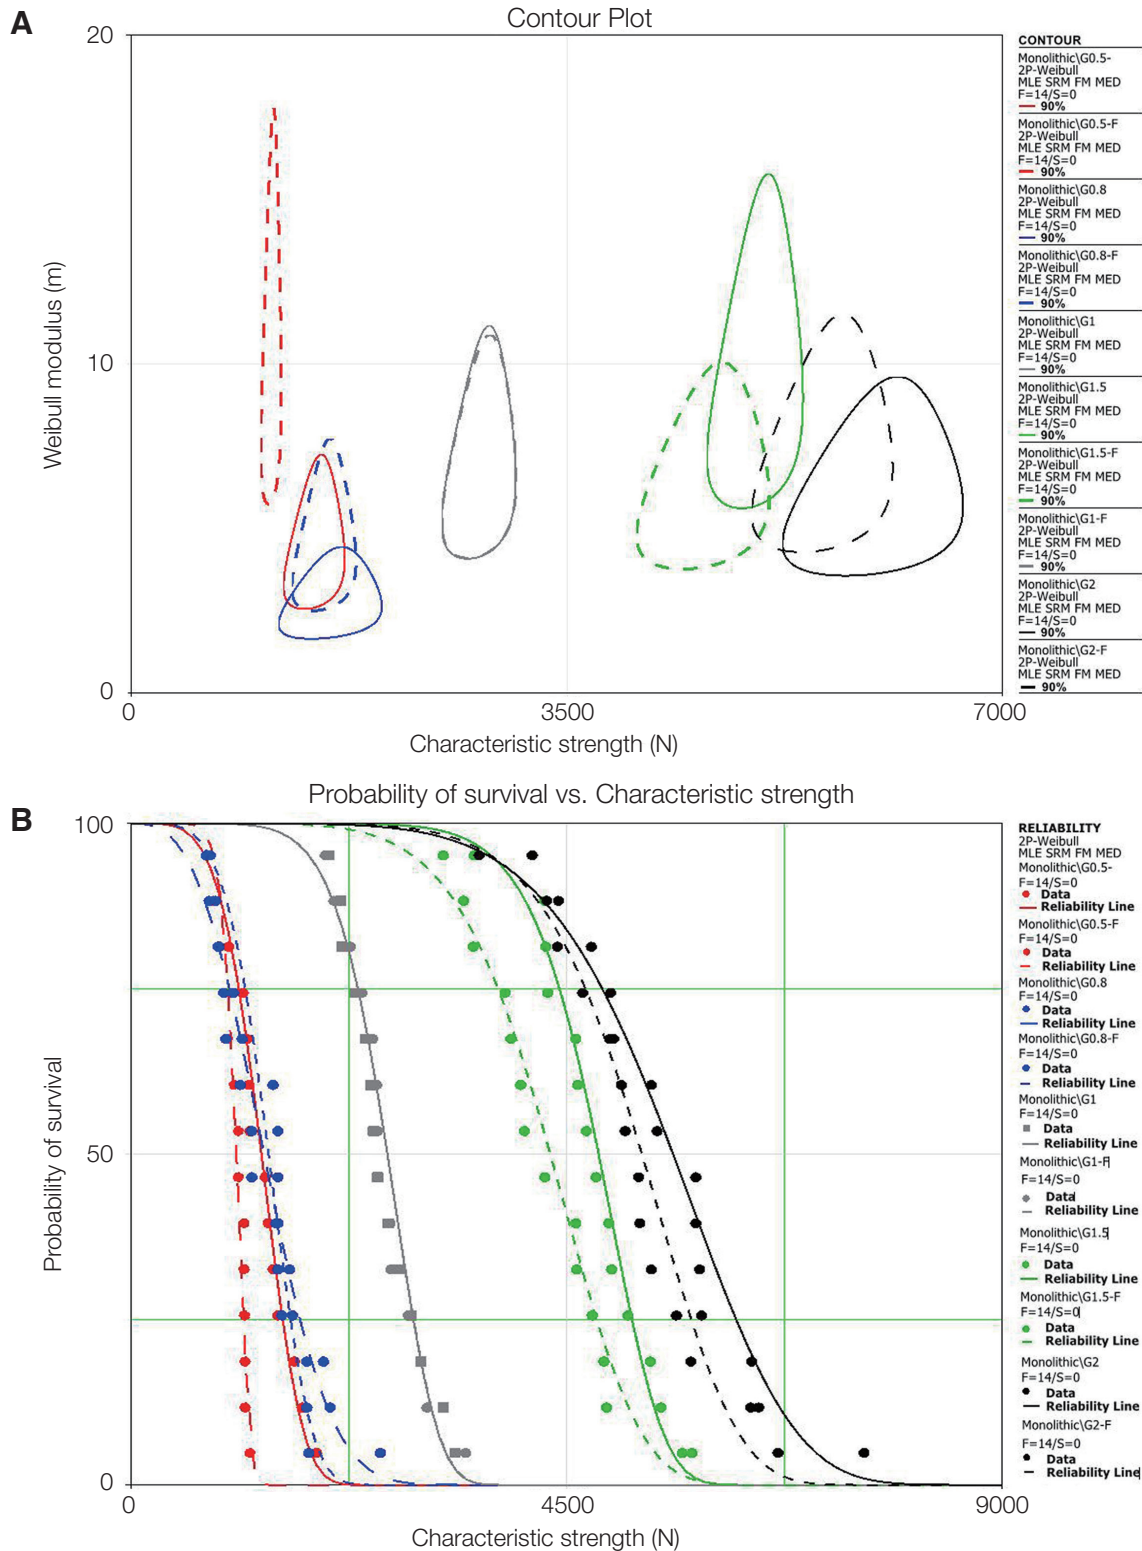 A
Contour Plot
20
10
0
Weibull modulus (m)
0
3500
7000
Characteristic strength (N)
CONTOUR
Monolithic\G0.5-
2P-Weibull
MLE SRM FM MED
F=14/S=0
90%
Monolithic\G0.5-F
2P-Weibull
MLE SRM FM MED
F=14/S=0
90%
Monolithic\G0.8
2P-Weibull
MLE SRM FM MED
F=14/S=0
90%
Monolithic\G0.8-F
2P-Weibull
MLE SRM FM MED
F=14/S=0
90%
Monolithic\G1
2P-Weibull
MLE SRM FM MED
F=14/S=0
90%
Monolithic\G1.5
2P-Weibull
MLE SRM FM MED
F=14/S=0
90%
Monolithic\G1.5-F
2P-Weibull
MLE SRM FM MED
F=14/S=0
90%
Monolithic\G1-F
2P-Weibull
MLE SRM FM MED
F=14/S=0
90%
Monolithic\G2
2P-Weibull
MLE SRM FM MED
F=14/S=0
90%
Monolithic\G2-F
2P-Weibull
MLE SRM FM MED
90%
B
Probability of survival vs. Characteristic strength
100
50
0
Probability of survival
0
4500
9000
Characteristic strength (N)
RELIABILITY
2P-Weibull
MLE SRM FM MED
Monolithic\G0.5-
F=14/S=0
Data
Reliability Line
Monolithic\G0.5-F
F=14/S=0
Data
Reliability Line
Monolithic\G0.8
F=14/S=0
Data
Reliability Line
Monolithic\G0.8-F
F=14/S=0
Data
Reliability Line
Monolithic\G1
F=14/S=0
Data
Reliability Line
Monolithic\G1-F
F=14/S=0
Data
Reliability Line
Monolithic\G1.5
F=14/S=0
Data
Reliability Line
Monolithic\G1.5-F
F=14/S=0
Data
Reliability Line
Monolithic\G2
F=14/S=0
Data
Reliability Line
Monolithic\G2-F
F=14/S=0
Data
Reliability Line